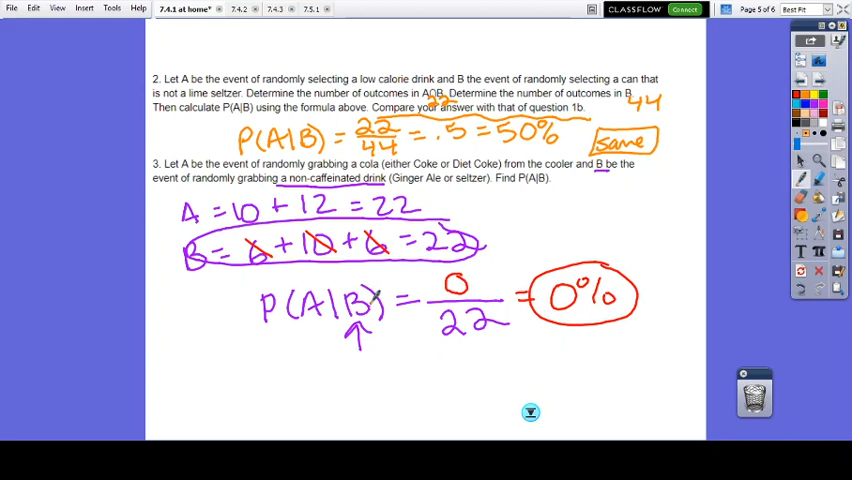 File Edit View Insert Tools Help 7.4.1 at home* 7.4.2 7.4.3 7.5.1 CLASSFLOW Connect Page 5 of 6 Best Fit
2. Let A be the event of randomly selecting a low calorie drink and B the event of randomly selecting a can that
is not a lime seltzer. Determine the number of outcomes in A∩B. Determine the number of outcomes in B.
22 44
Then calculate P(A|B) using the formula above. Compare your answer with that of question 1b.
P(A|B) = 22/44 = .5 = 50% same
3. Let A be the event of randomly grabbing a cola (either Coke or Diet Coke) from the cooler and B be the
event of randomly grabbing a non-caffeinated drink (Ginger Ale or seltzer). Find P(A|B).
A = 10 + 12 = 22
B = 6 + 10 + 6 = 22
P(A|B) = 0/22 = 0%